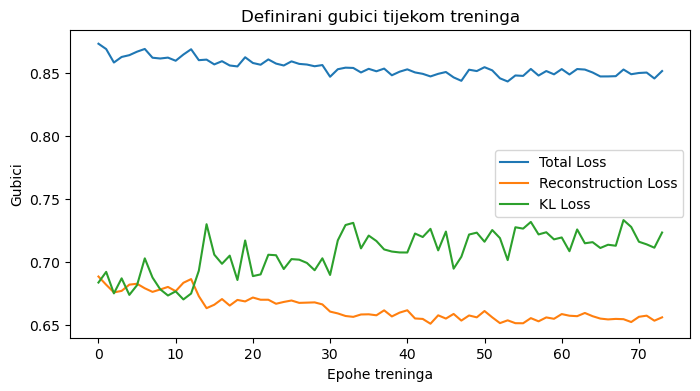 Definirani gubici tijekom treninga
Gubici
0.85
0.80
0.75
0.70
0.65
Total Loss
Reconstruction Loss
KL Loss
0 10 20 30 40 50 60 70
Epohe treninga